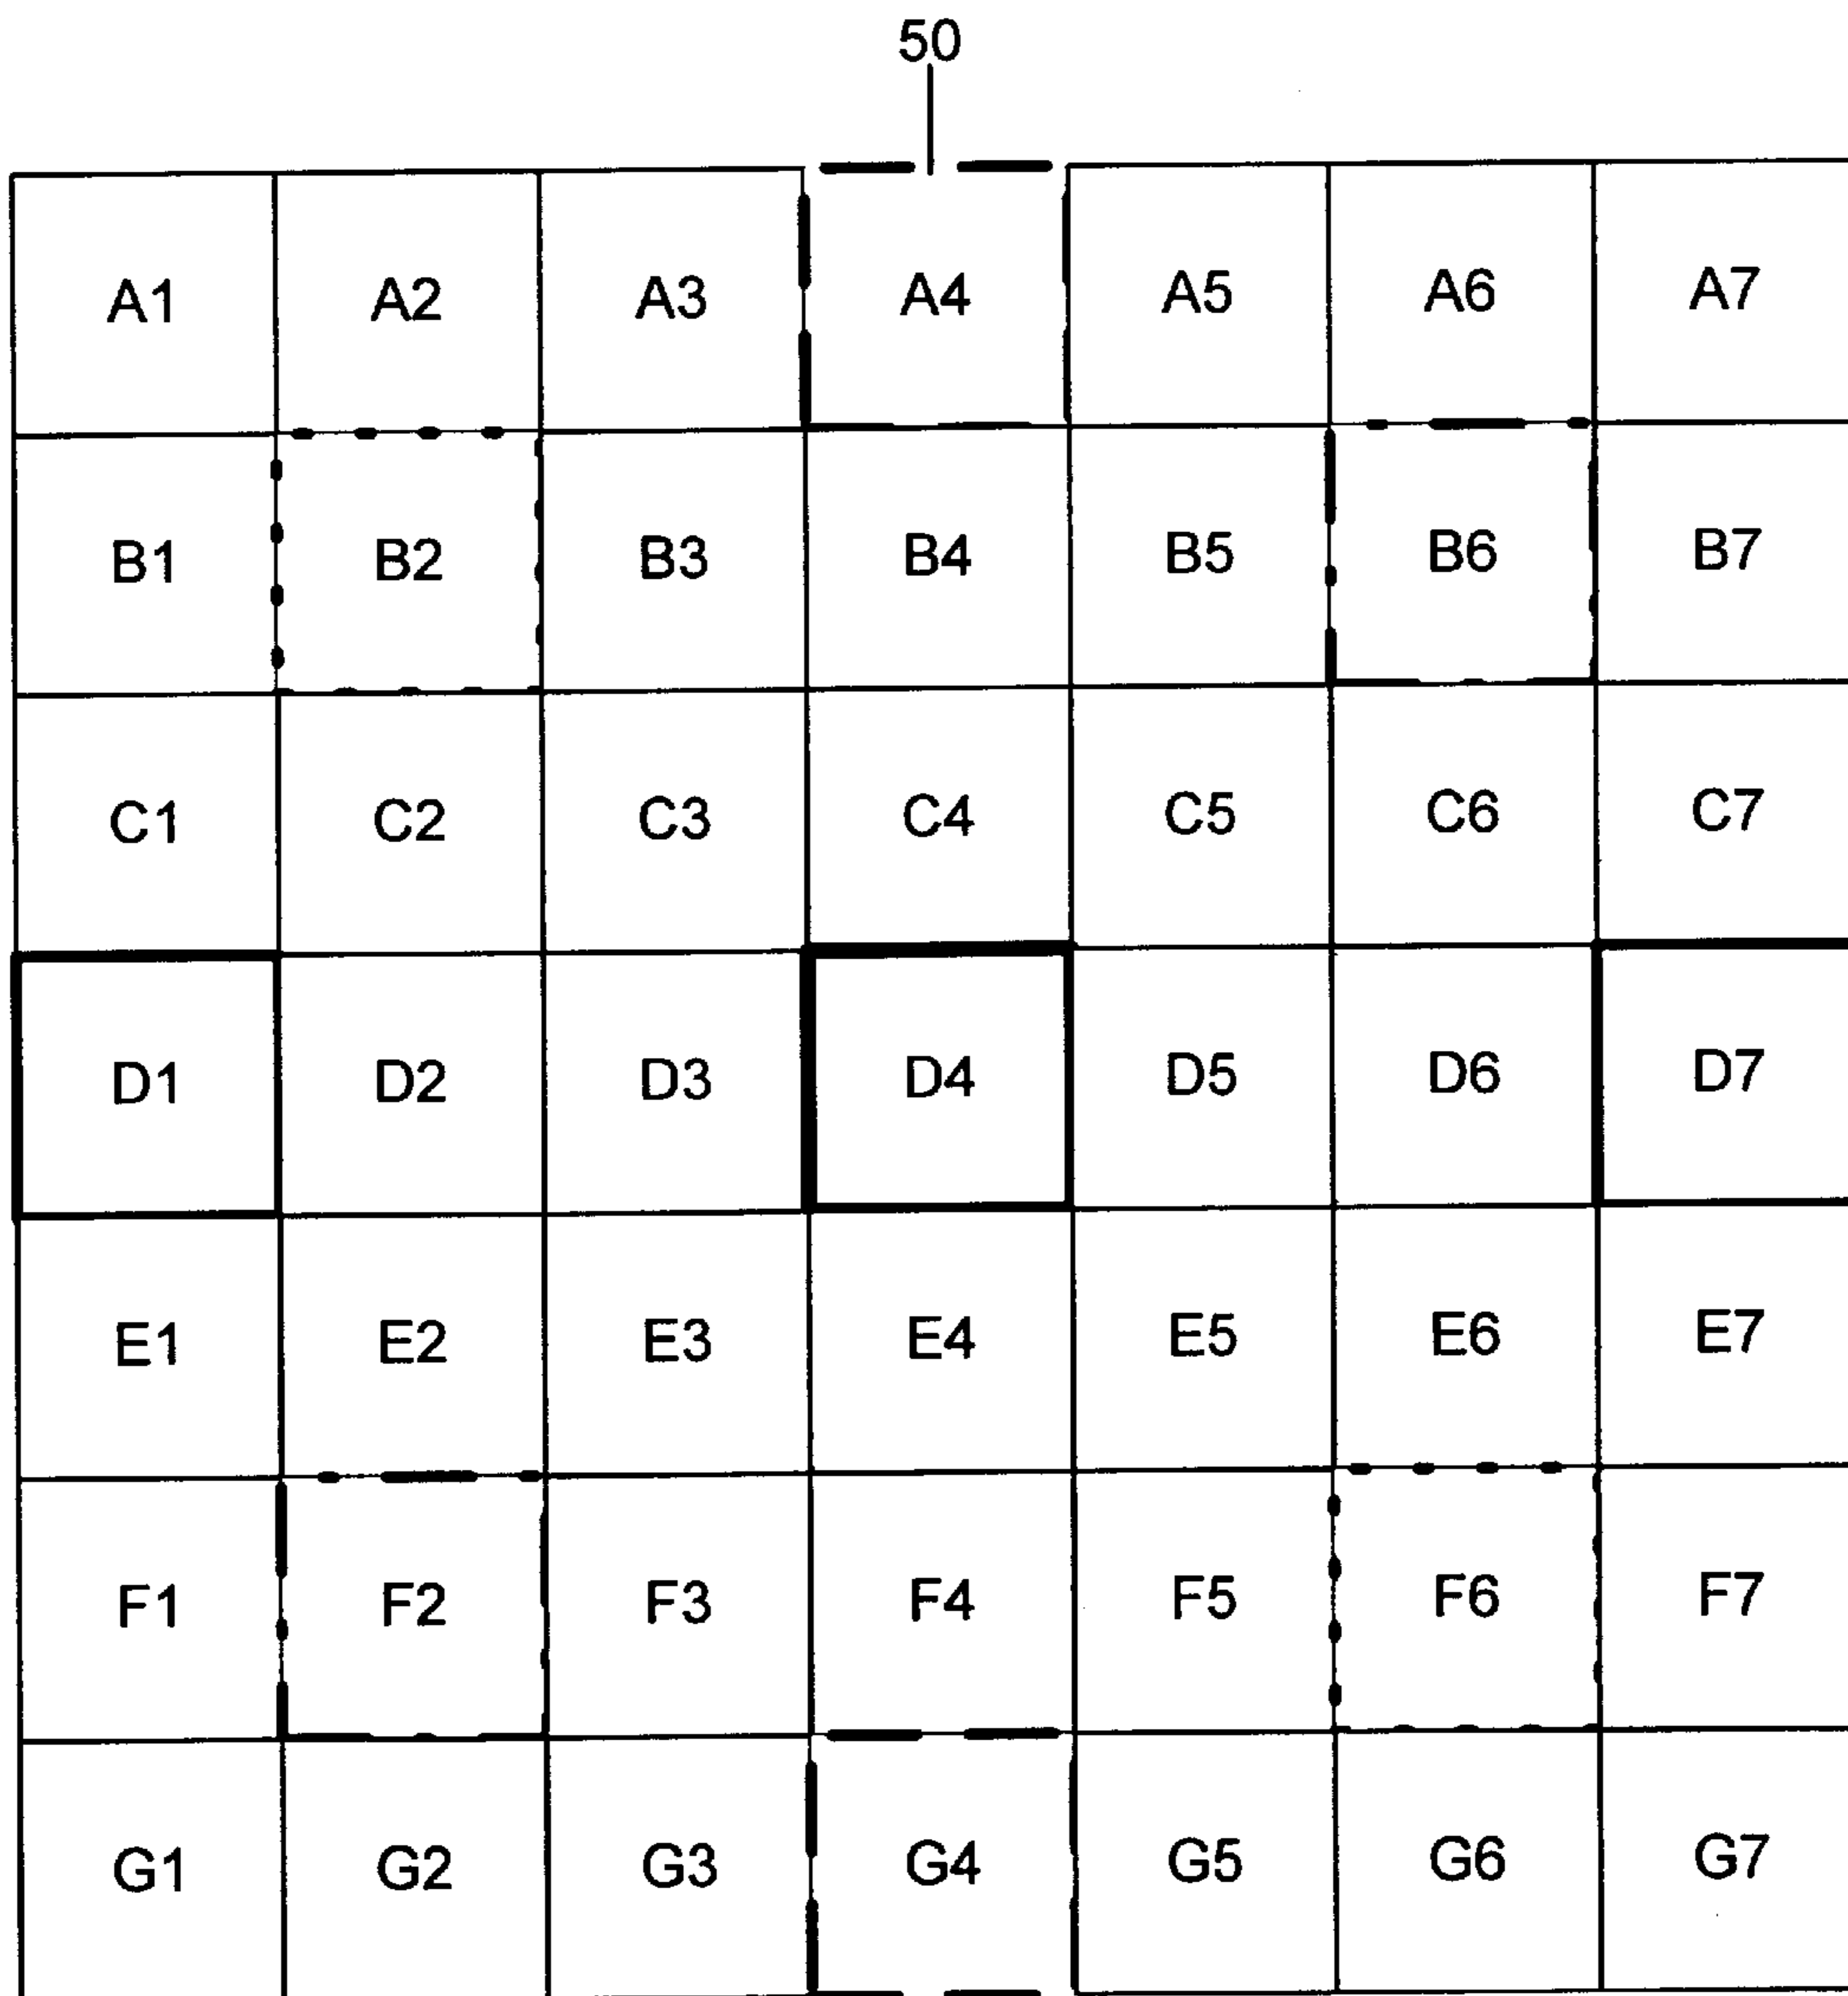 50
A1 A2 A3 A4 A5 A6 A7
B1 B2 B3 B4 B5 B6 B7
C1 C2 C3 C4 C5 C6 C7
D1 D2 D3 D4 D5 D6 D7
E1 E2 E3 E4 E5 E6 E7
F1 F2 F3 F4 F5 F6 F7
G1 G2 G3 G4 G5 G6 G7